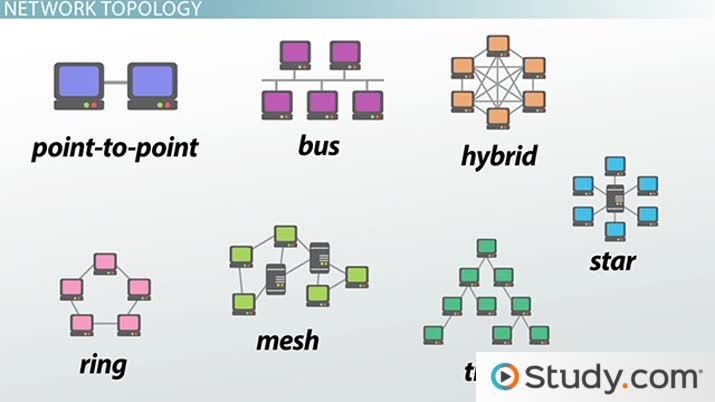 NETWORK TOPOLOGY
point-to-point
bus
hybrid
star
ring
mesh
Study.com